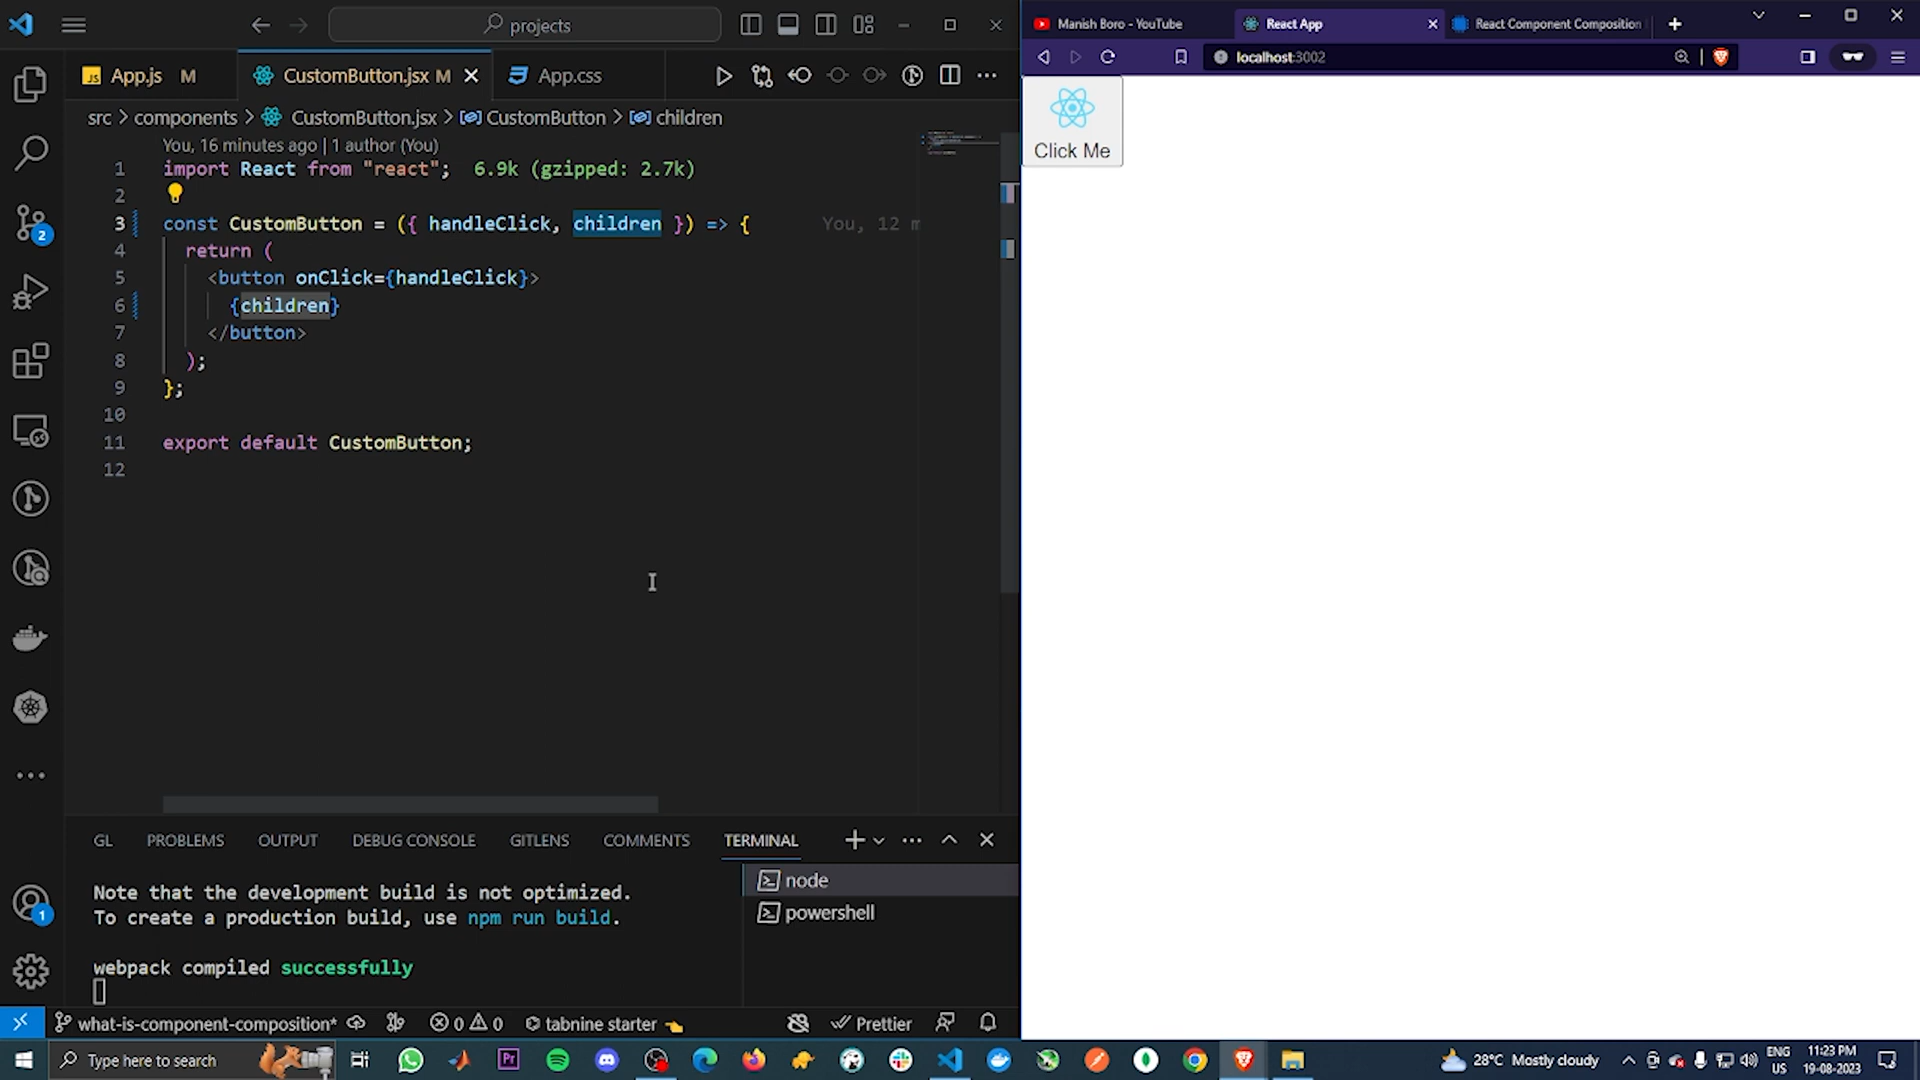 projects
App.js M
CustomButton.jsx M
App.css
src > components > CustomButton.jsx > CustomButton > children
You, 16 minutes ago | 1 author (You)
1 import React from "react"; 6.9k (gzipped: 2.7k)
2
3 const CustomButton = ({ handleClick, children }) => { You, 12 m
4 return (
5 <button onClick={handleClick}>
6 {children}
7 </button>
8 );
9 };
10
11 export default CustomButton;
12
GL PROBLEMS OUTPUT DEBUG CONSOLE GITLENS COMMENTS TERMINAL
Note that the development build is not optimized.
To create a production build, use npm run build.
webpack compiled successfully
node
powershell
2
1
what-is-component-composition* 0 0 tabnine starter Prettier
Manish Boro - YouTube
React App
React Component Composition
localhost:3002
Click Me
Type here to search
Pr
28°C Mostly cloudy
ENG
US
11:23 PM
19-08-2023